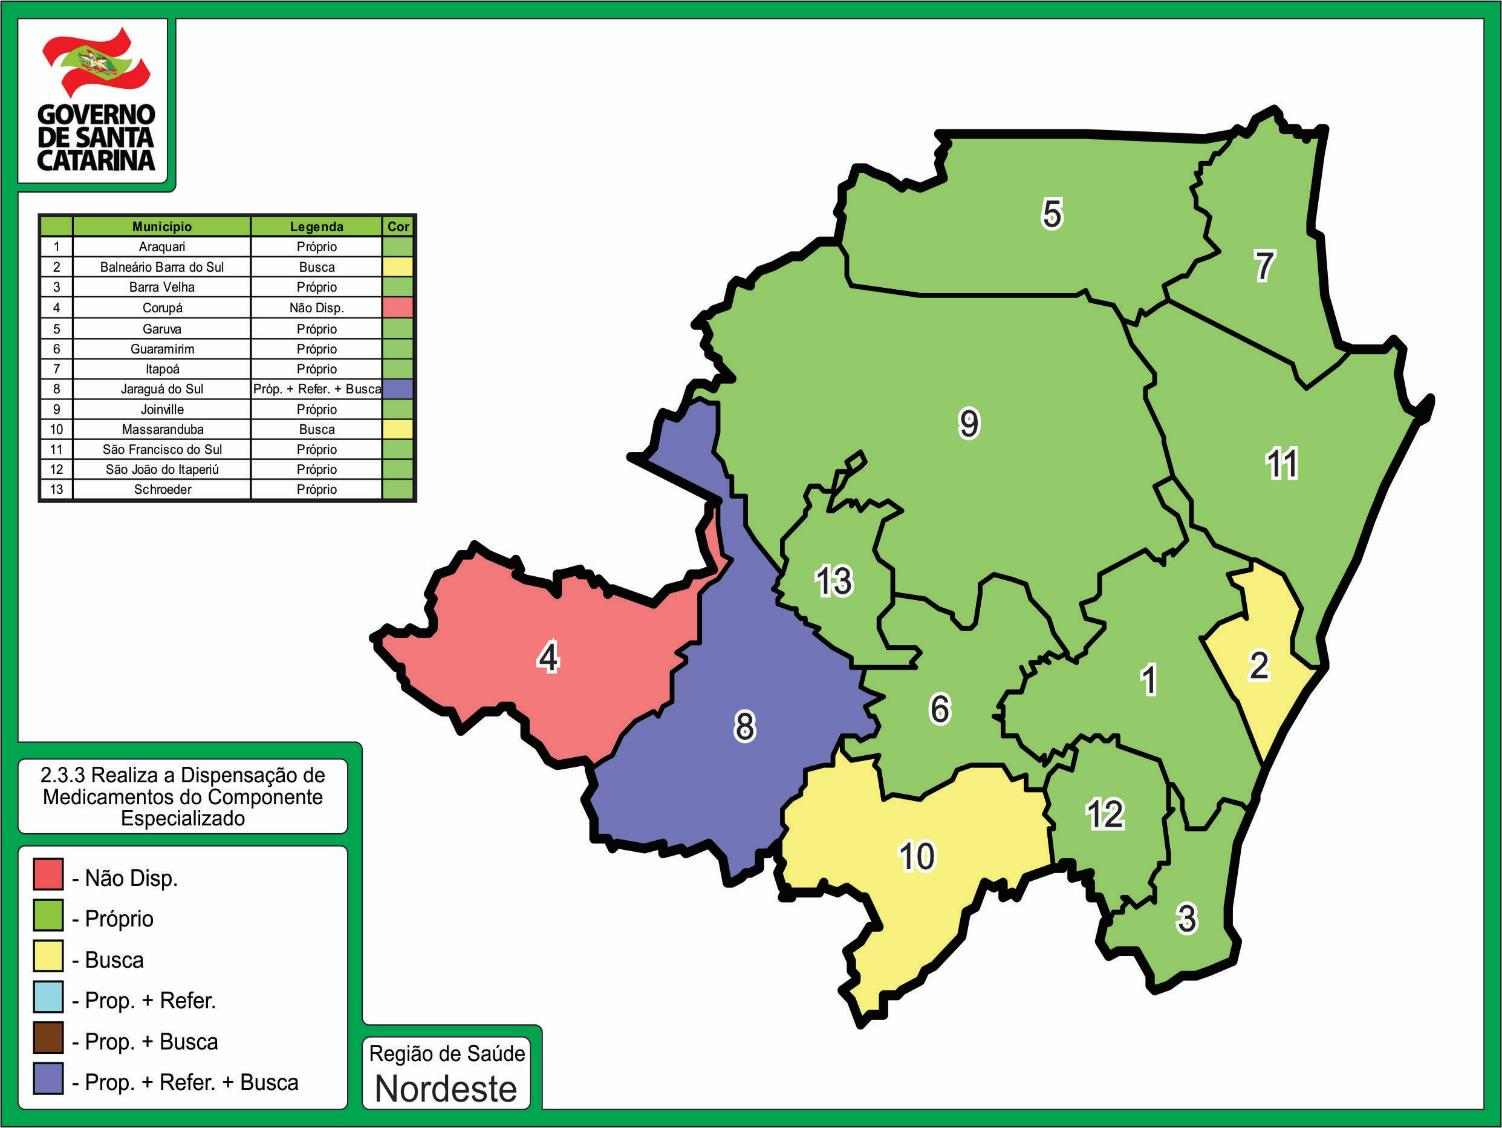 GOVERNO
DE SANTA
CATARINA
Município Legenda Cor
1 Araquari Próprio
2 Balneário Barra do Sul Busca
3 Barra Velha Próprio
4 Corupá Não Disp.
5 Garuva Próprio
6 Guaramirim Próprio
7 Itapoá Próprio
8 Jaraguá do Sul Próp. + Refer. + Busca
9 Joinville Próprio
10 Massaranduba Busca
11 São Francisco do Sul Próprio
12 São João do Itaperiú Próprio
13 Schroeder Próprio
5
7
9
11
13
4
2
1
6
8
12
10
3
2.3.3 Realiza a Dispensação de
Medicamentos do Componente
Especializado
- Não Disp.
- Próprio
- Busca
- Prop. + Refer.
- Prop. + Busca
- Prop. + Refer. + Busca
Região de Saúde
Nordeste